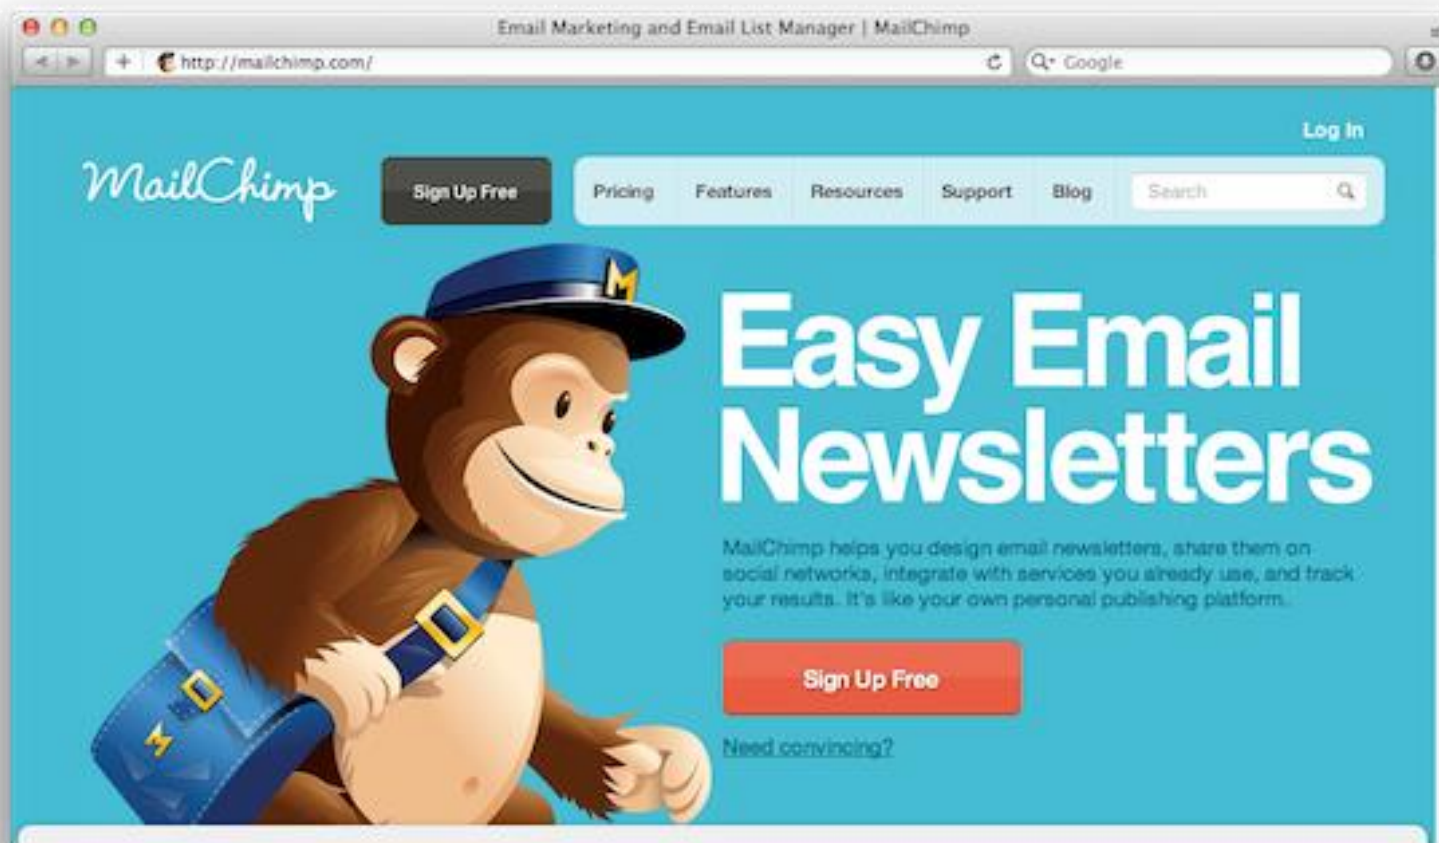 Email Marketing and Email List Manager | MailChimp
http://mailchimp.com/
Google
Log In
MailChimp
Sign Up Free
Pricing
Features
Resources
Support
Blog
Search
M
Easy Email
Newsletters
MailChimp helps you design email newsletters, share them on
social networks, integrate with services you already use, and track
your results. It's like your own personal publishing platform.
Sign Up Free
M
Need convincing?